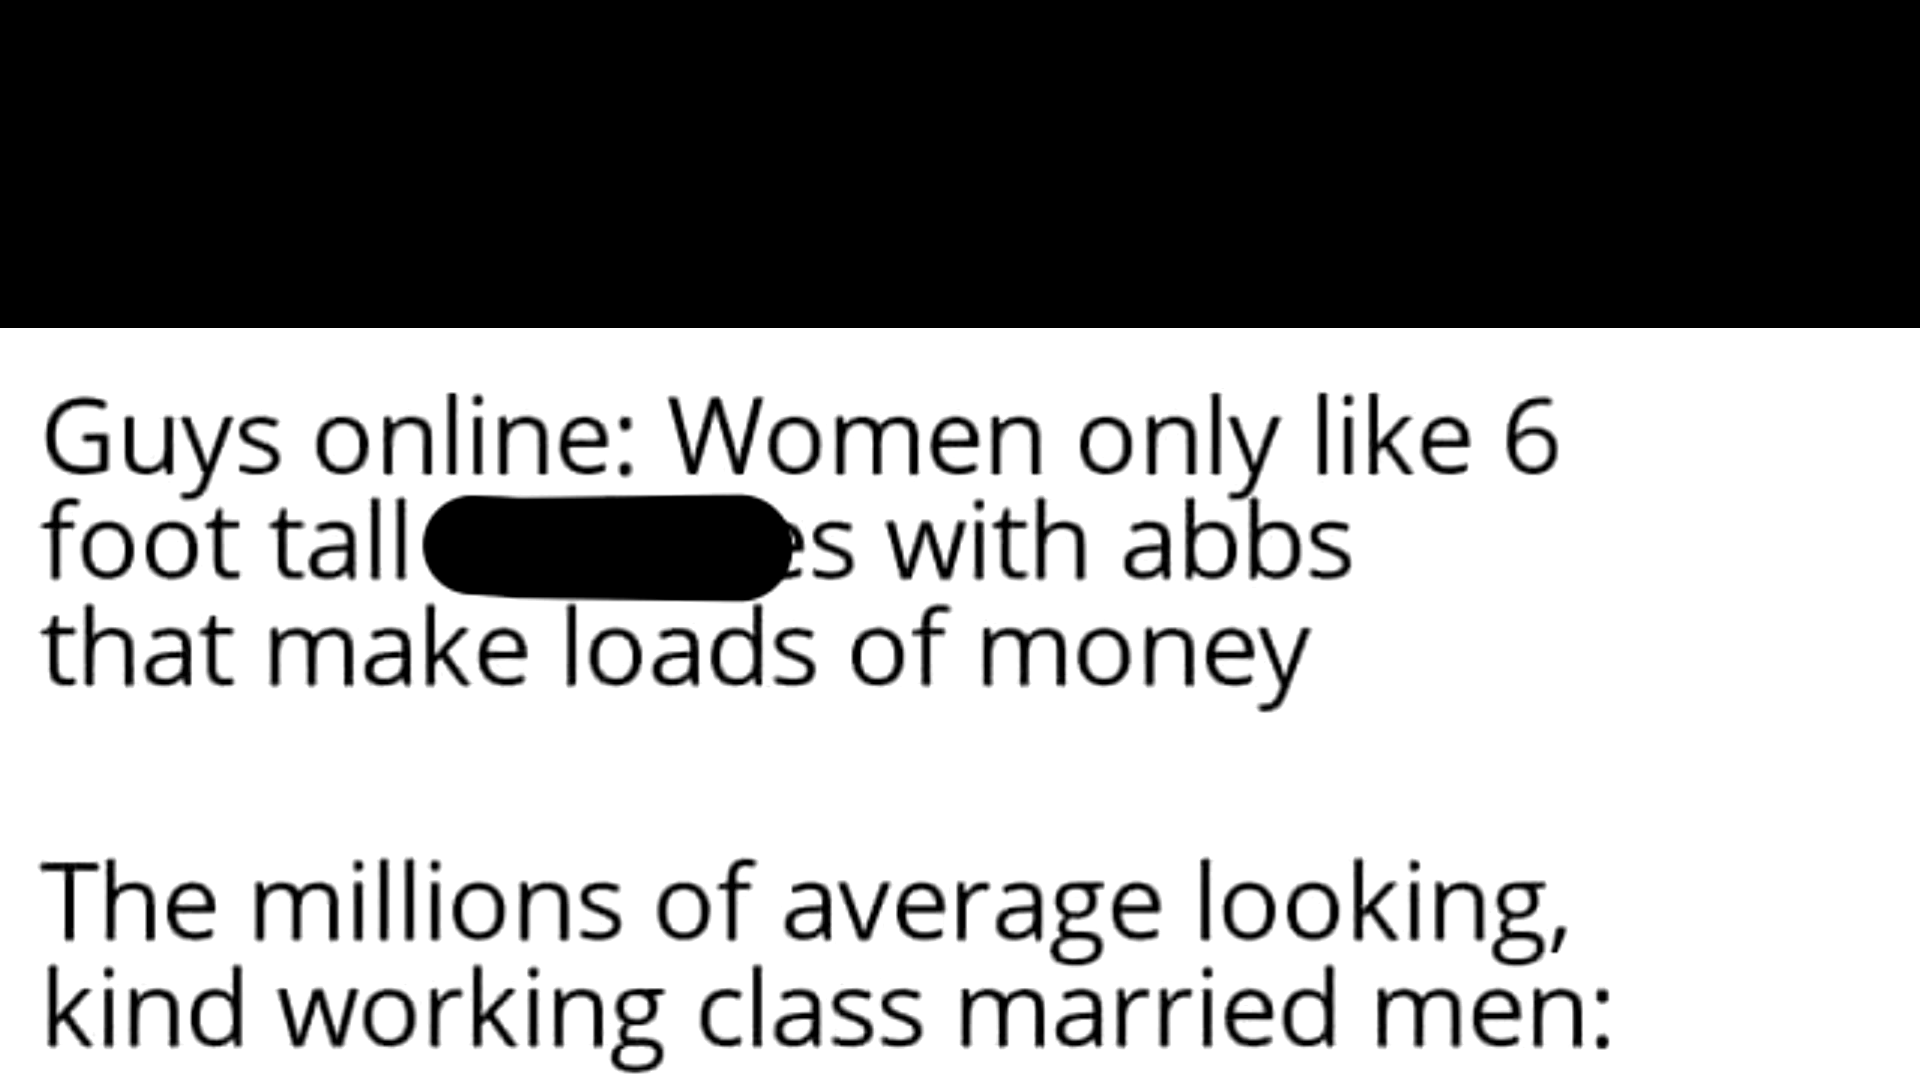 Guys online: Women only like 6
foot tall es with abbs
that make loads of money
The millions of average looking,
kind working class married men: